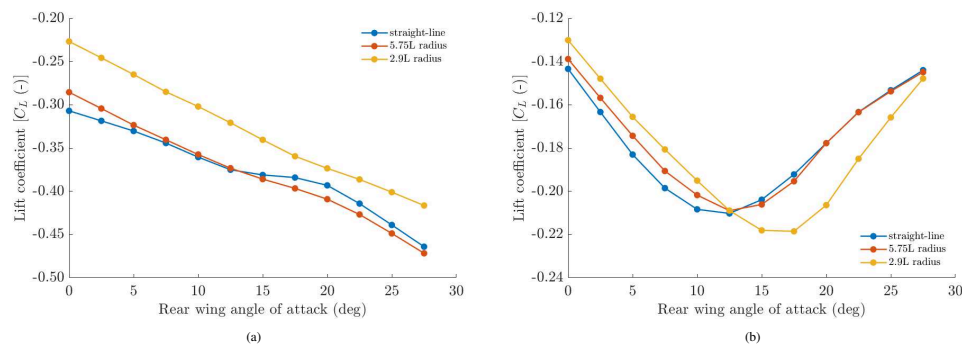 -0.20
-0.25
-0.30
-0.35
-0.40
-0.45
-0.50
Lift coefficient [C_L (-)]
straight-line
5.75L radius
2.9L radius
0 5 10 15 20 25 30
Rear wing angle of attack (deg)
(a)
-0.12
-0.14
-0.16
-0.18
-0.20
-0.22
-0.24
Lift coefficient [C_L (-)]
straight-line
5.75L radius
2.9L radius
0 5 10 15 20 25 30
Rear wing angle of attack (deg)
(b)